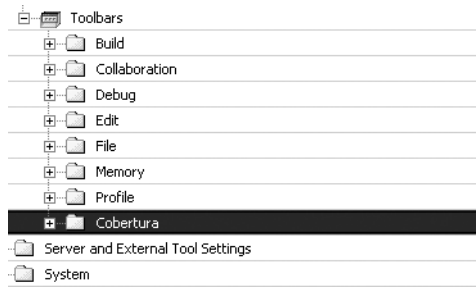 Toolbars
Build
Collaboration
Debug
Edit
File
Memory
Profile
Cobertura
Server and External Tool Settings
System